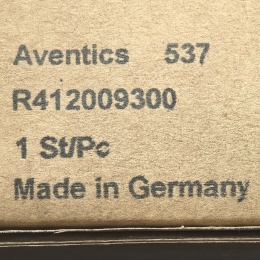 Aventics 537
R412009300
1 St/Pc
Made in Germany